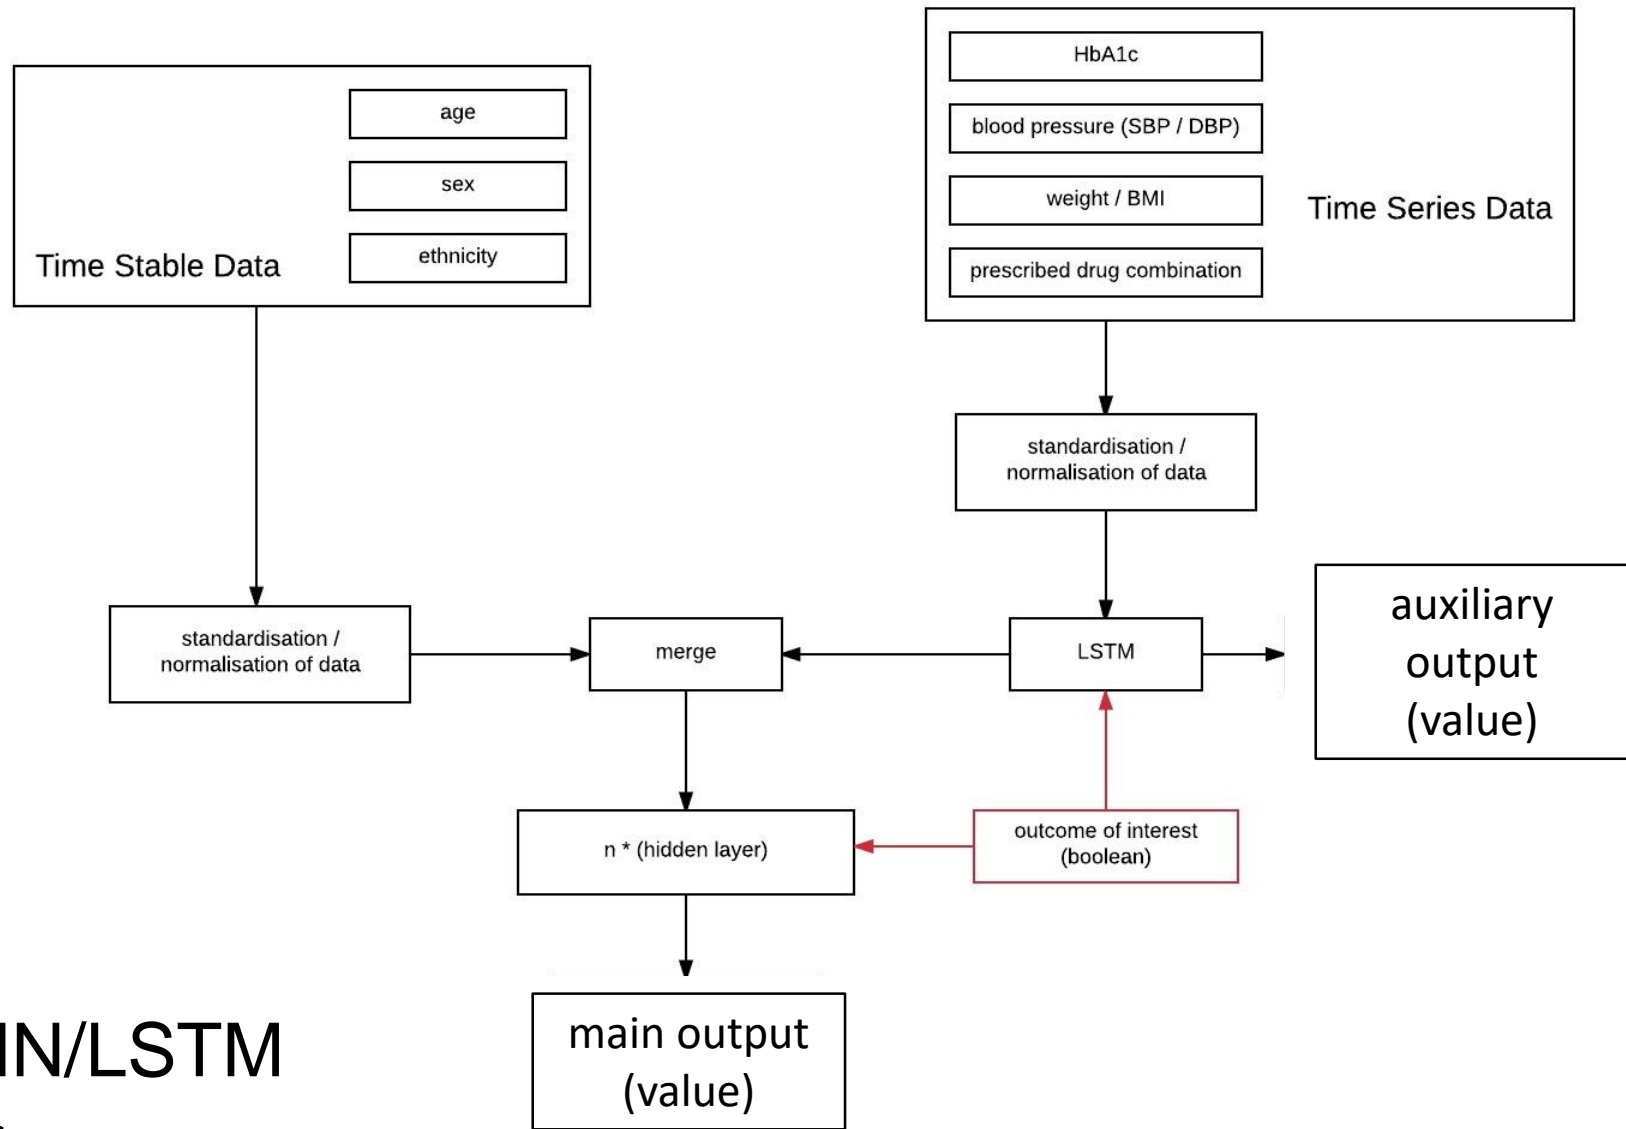 age
sex
ethnicity
Time Stable Data
HbA1c
blood pressure (SBP / DBP)
weight / BMI
prescribed drug combination
Time Series Data
standardisation /
normalisation of data
standardisation /
normalisation of data
merge
LSTM
auxiliary
output
(value)
n * (hidden layer)
outcome of interest
(boolean)
main output
(value)
N/LSTM